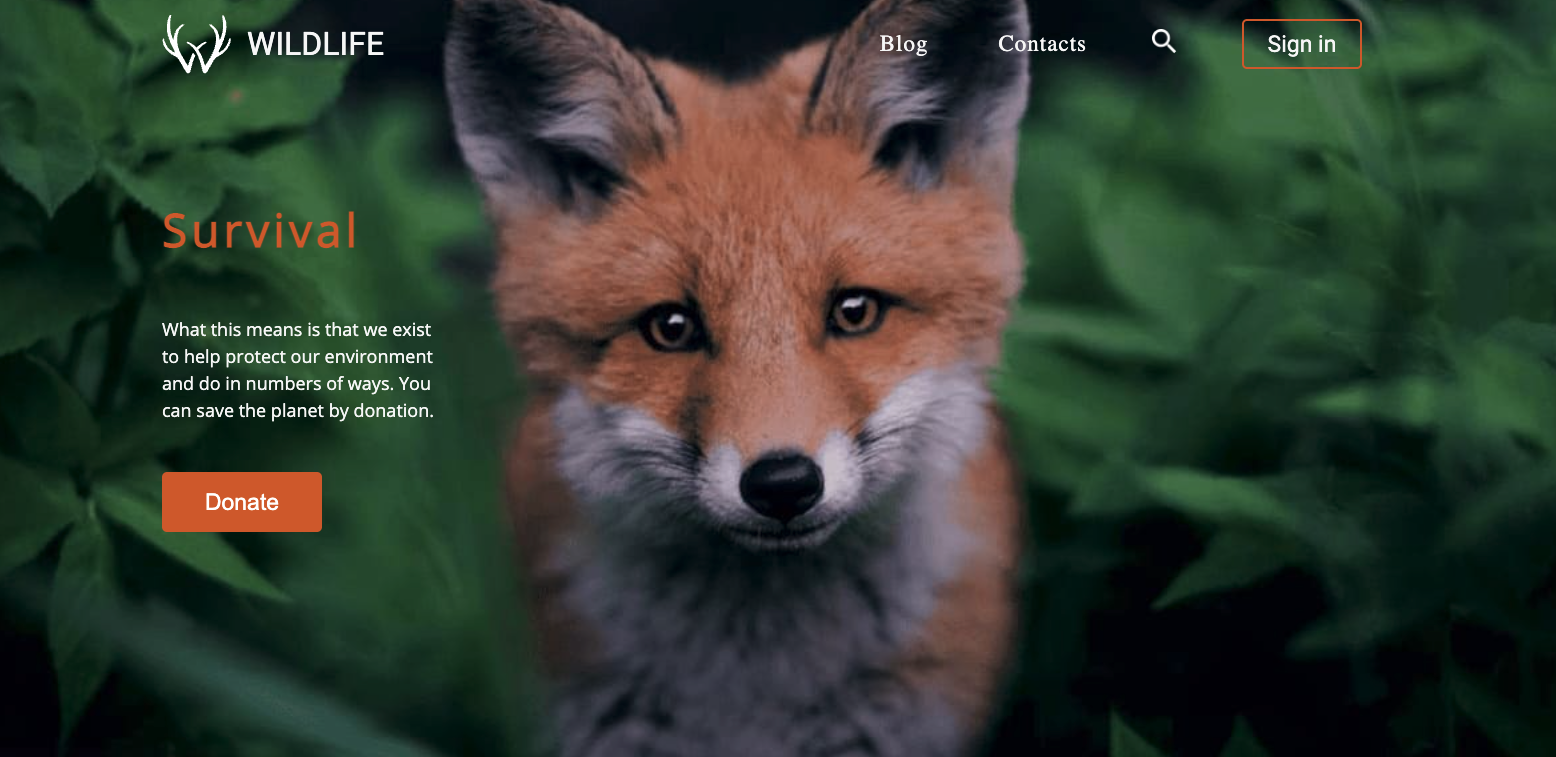 WILDLIFE
Blog
Contacts
Sign in
Survival
What this means is that we exist
to help protect our environment
and do in numbers of ways. You
can save the planet by donation.
Donate